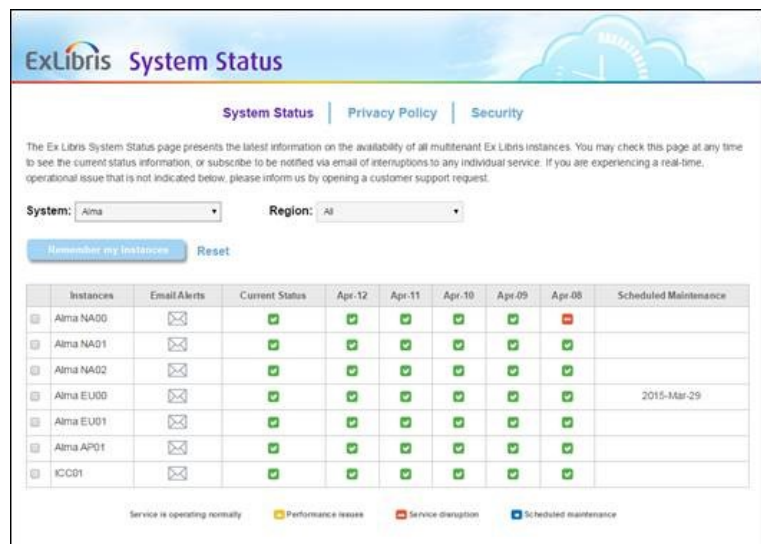 ExLibris System Status
System Status | Privacy Policy | Security
The Ex Libris System Status page presents the latest information on the availability of all multitenant Ex Libris instances. You may check this page at any time
to see the current status information, or subscribe to be notified via email of interruptions to any individual service. If you are experiencing a real-time,
operational issue that is not indicated below, please inform us by opening a customer support request.
System: Alma Region: All
Remember my Instances Reset
Instances Email Alerts Current Status Apr-12 Apr-11 Apr-10 Apr-09 Apr-08 Scheduled Maintenance
Alma NA00
Alma NA01
Alma NA02
Alma EU00 2015-Mar-29
Alma EU01
Alma AP01
ICC01
Service is operating normally Performance issues Service disruption Scheduled maintenance